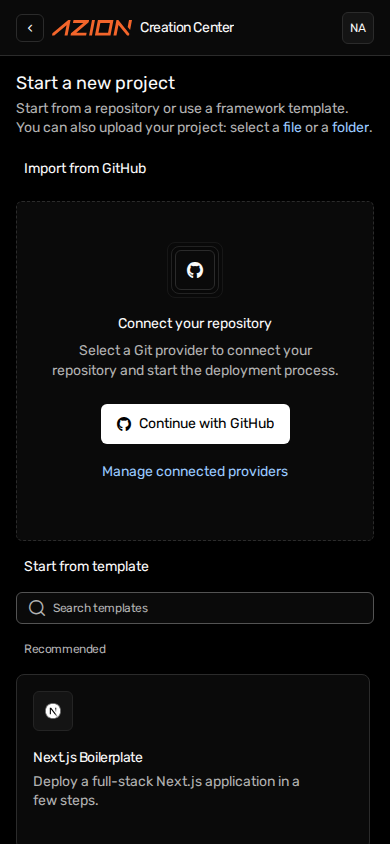 AZION Creation Center NA
Start a new project
Start from a repository or use a framework template.
You can also upload your project: select a file or a folder.
Import from GitHub
Connect your repository
Select a Git provider to connect your
repository and start the deployment process.
Continue with GitHub
Manage connected providers
Start from template
Search templates
Recommended
N
Next.js Boilerplate
Deploy a full-stack Next.js application in a
few steps.